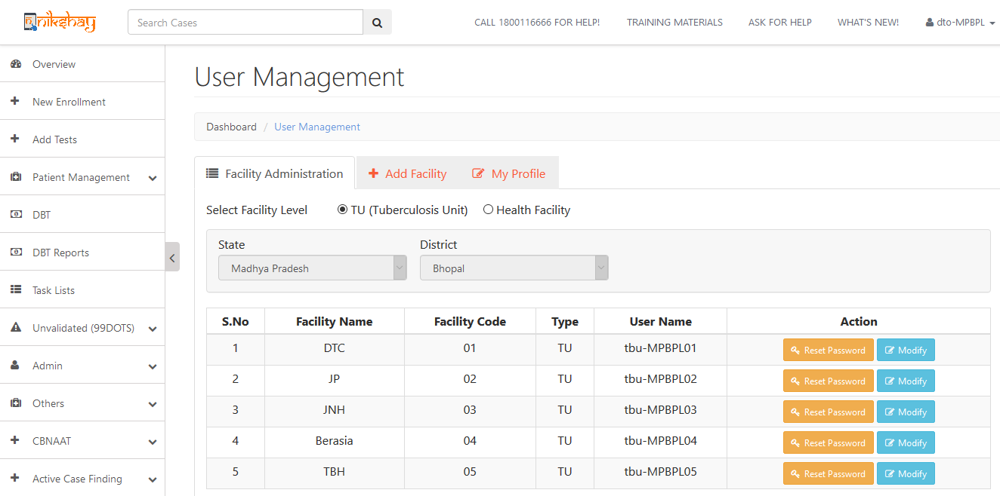 nikshay
Search Cases
CALL 1800116666 FOR HELP! TRAINING MATERIALS ASK FOR HELP WHAT'S NEW! dto-MPBPL
Overview
New Enrollment
Add Tests
Patient Management
DBT
DBT Reports
Task Lists
Unvalidated (99DOTS)
Admin
Others
CBNAAT
Active Case Finding
User Management
Dashboard / User Management
Facility Administration Add Facility My Profile
Select Facility Level TU (Tuberculosis Unit) Health Facility
State District
Madhya Pradesh Bhopal
S.No Facility Name Facility Code Type User Name Action
1 DTC 01 TU tbu-MPBPL01 Reset Password Modify
2 JP 02 TU tbu-MPBPL02 Reset Password Modify
3 JNH 03 TU tbu-MPBPL03 Reset Password Modify
4 Berasia 04 TU tbu-MPBPL04 Reset Password Modify
5 TBH 05 TU tbu-MPBPL05 Reset Password Modify